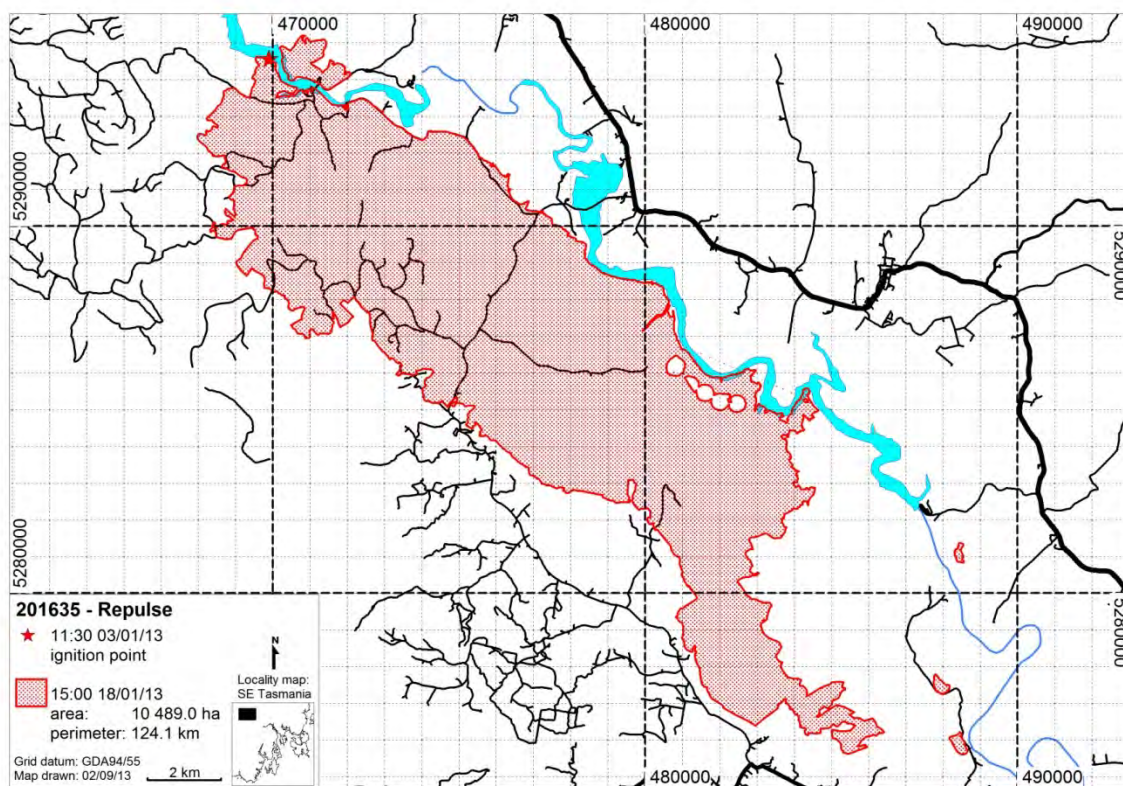 470000
480000
490000
5290000
5290000
5280000
5280000
201635 - Repulse
11:30 03/01/13
ignition point
15:00 18/01/13
area: 10 489.0 ha
perimeter: 124.1 km
N
Locality map:
SE Tasmania
Grid datum: GDA94/55
Map drawn: 02/09/13
2 km
480000
490000